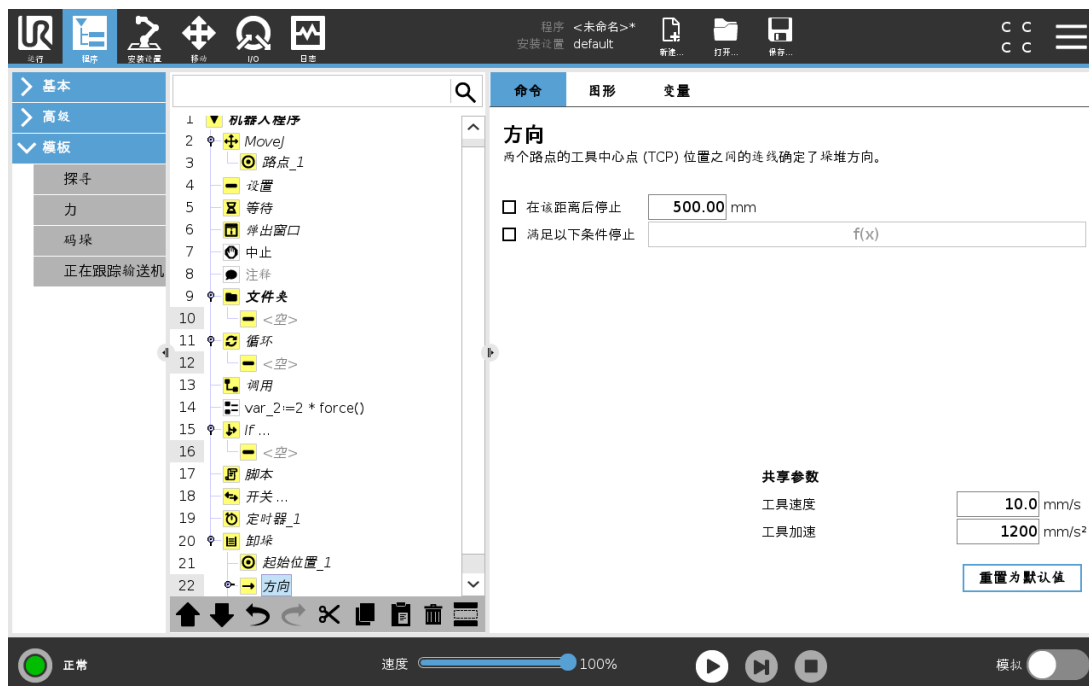 UR
程序 <未命名>*
安装设置 default
C C
C C
运行
程序
安装设置
移动
I/O
日志
新建...
打开...
保存...
基本
高级
模板
探寻
力
码垛
正在跟踪输送机
1 机器人程序
2 MoveJ
3 路点_1
4 设置
5 等待
6 弹出窗口
7 中止
8 注释
9 文件夹
10 <空>
11 循环
12 <空>
13 调用
14 var_2:=2 * force()
15 If ...
16 <空>
17 脚本
18 开关 ...
19 定时器_1
20 卸垛
21 起始位置_1
22 方向
命令
图形
变量
方向
两个路点的工具中心点 (TCP) 位置之间的连线确定了垛堆方向。
在该距离后停止 500.00 mm
满足以下条件停止 f(x)
共享参数
工具速度 10.0 mm/s
工具加速 1200 mm/s²
重置为默认值
正常
速度 100%
模拟